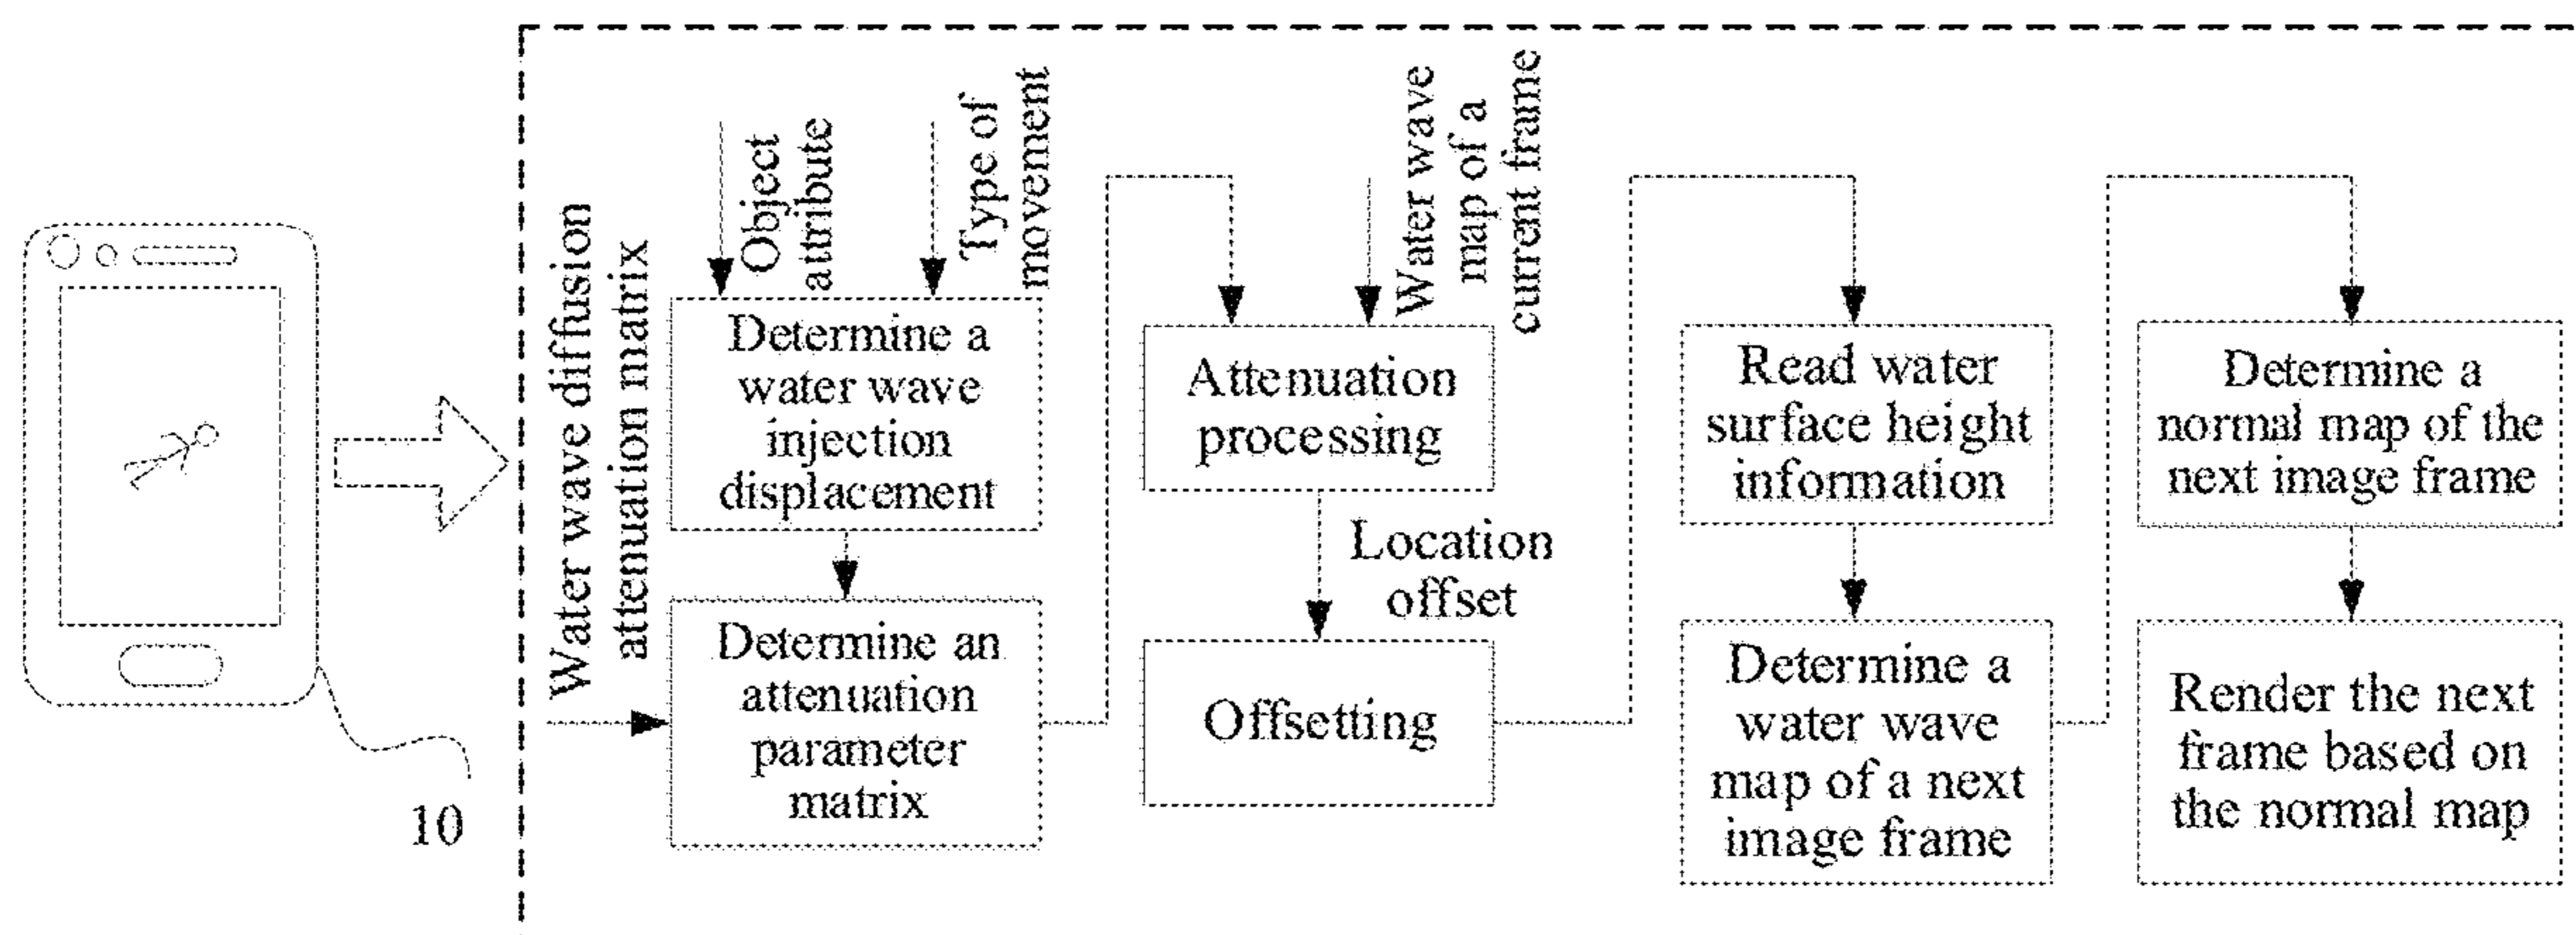 10
Water wave diffusion
attenuation matrix
Object
attribute
Type of
movement
Determine a
water wave
injection
displacement
Determine an
attenuation
parameter
matrix
Water wave
map of a
current frame
Attenuation
processing
Location
offset
Offsetting
Read water
surface height
information
Determine a
water wave
map of a next
image frame
Determine a
normal map of the
next image frame
Render the next
frame based on
the normal map